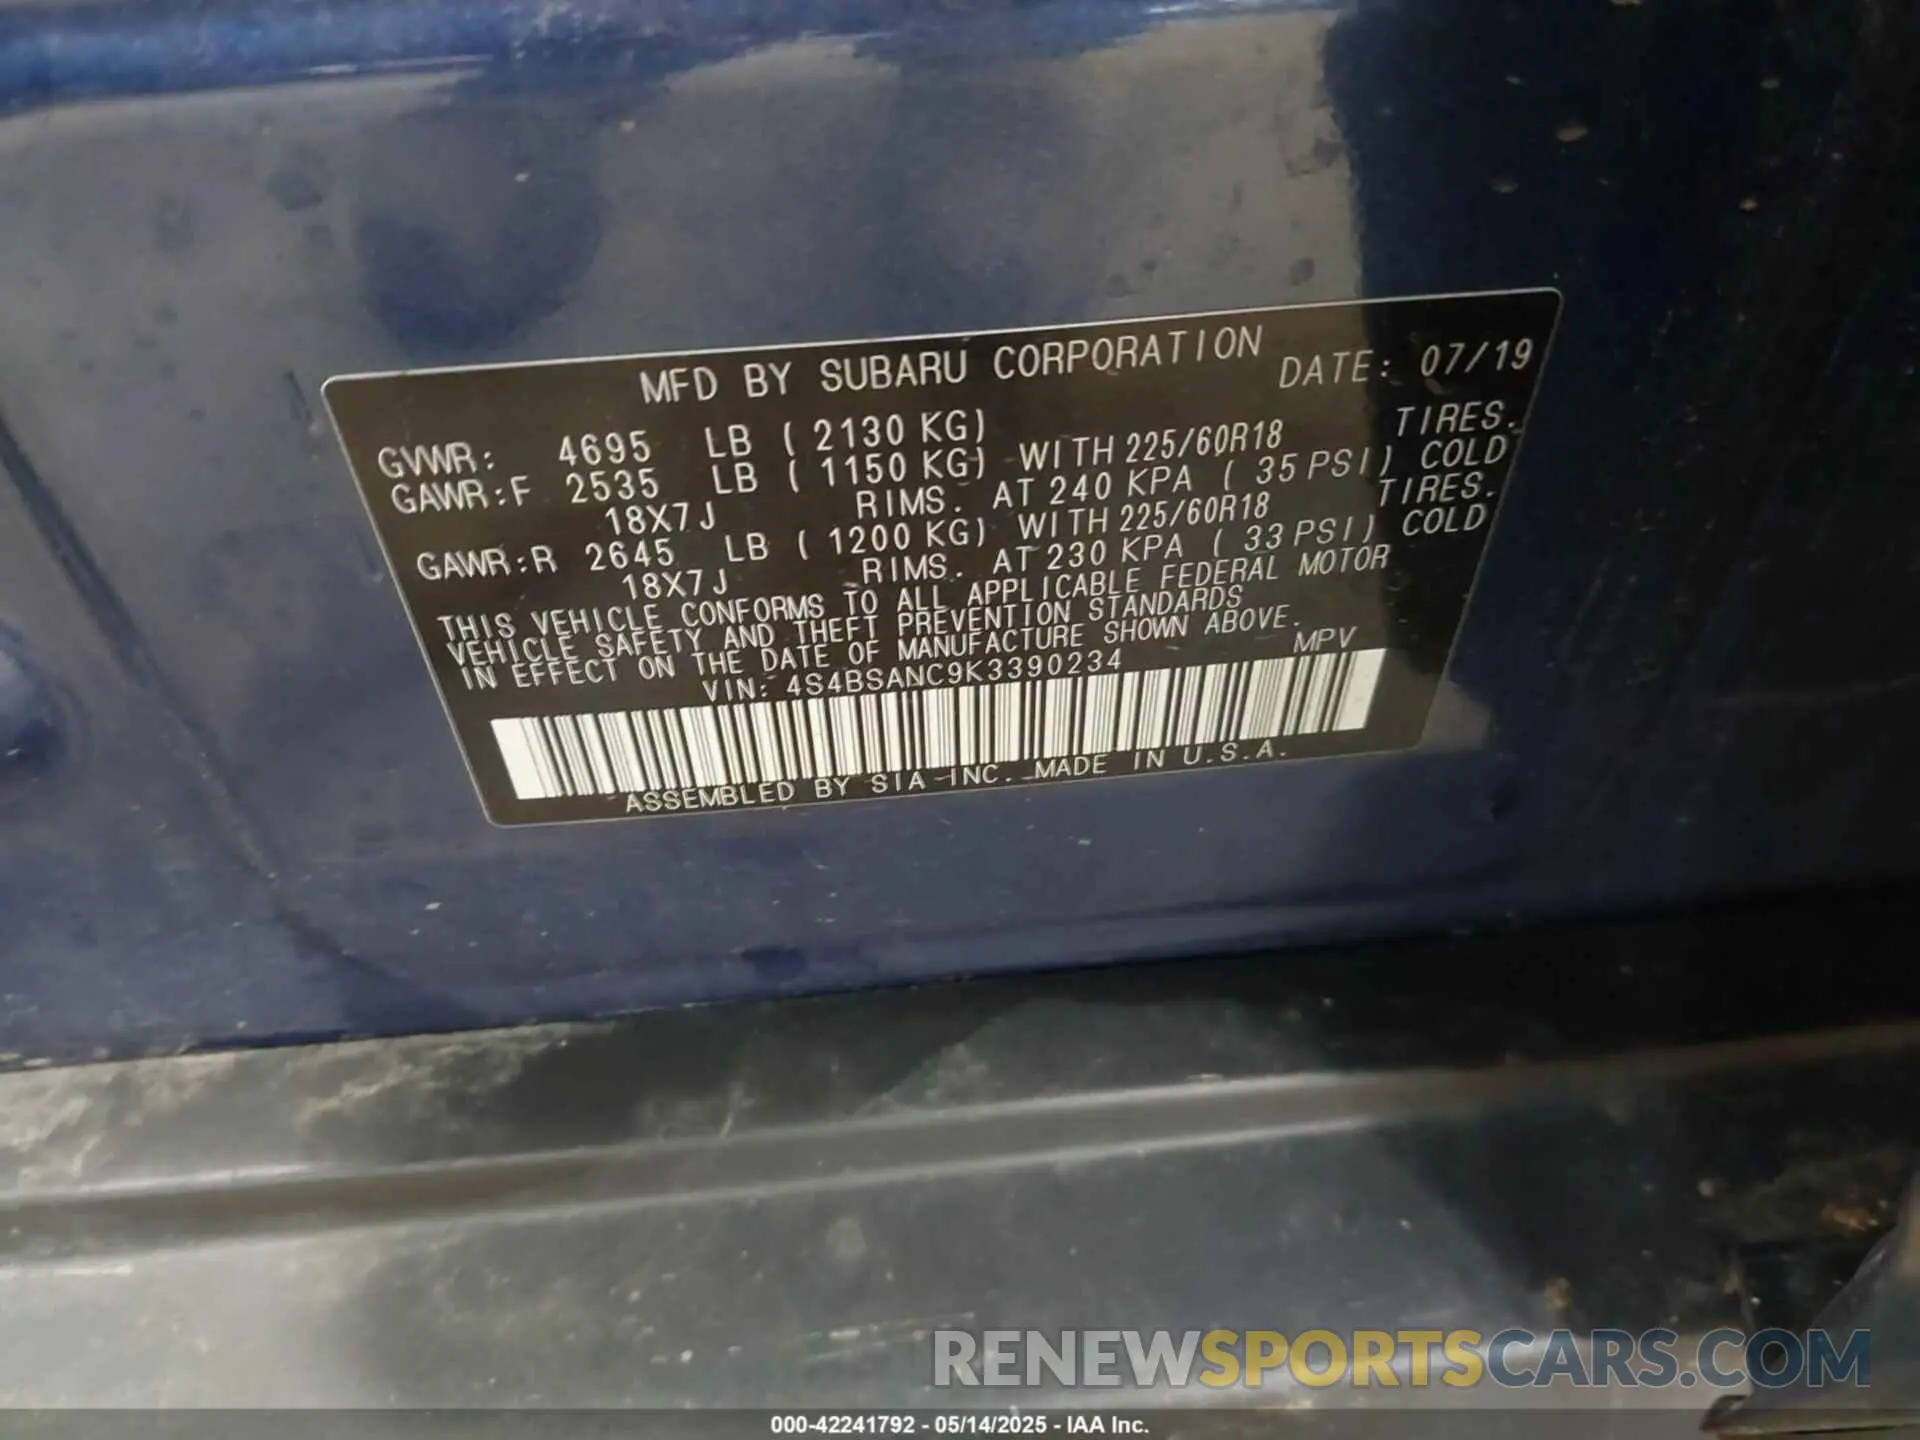 MFD BY SUBARU CORPORATION DATE: 07/19
GVWR: 4695 LB (2130 KG)
GAWR:F 2535 LB (1150 KG) WITH 225/60R18 TIRES.
18X7J RIMS. AT 240 KPA (35 PSI) COLD
GAWR:R 2645 LB (1200 KG) WITH 225/60R18 TIRES.
18X7J RIMS. AT 230 KPA (33 PSI) COLD
THIS VEHICLE CONFORMS TO ALL APPLICABLE FEDERAL MOTOR
VEHICLE SAFETY AND THEFT PREVENTION STANDARDS
IN EFFECT ON THE DATE OF MANUFACTURE SHOWN ABOVE.
VIN: 4S4BSANC9K3390234 MPV
ASSEMBLED BY SIA-INC. MADE IN U.S.A.
RENEWSPORTSCARS.COM
000-42241792 - 05/14/2025 - IAA Inc.